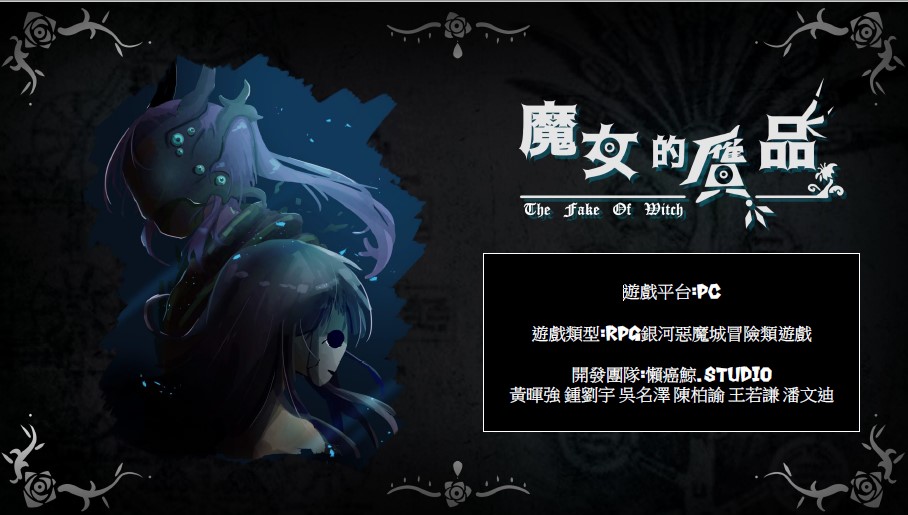 魔女的贗品
The Fake Of Witch
遊戲平台:PC
遊戲類型:RPG銀河惡魔城冒險類遊戲
開發團隊:懶癌鯨.STUDIO
黃暉強 鍾劉宇 吳名澤 陳柏諭 王若謙 潘文迪